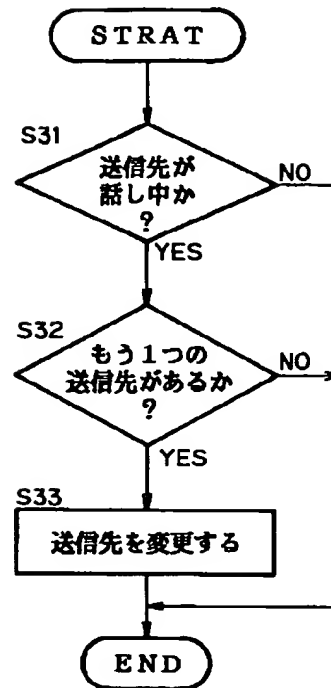 STRAT
S31
送信先が
話し中か
?
NO
YES
S32
もう1つの
送信先があるか
?
NO
YES
S33
送信先を変更する
END